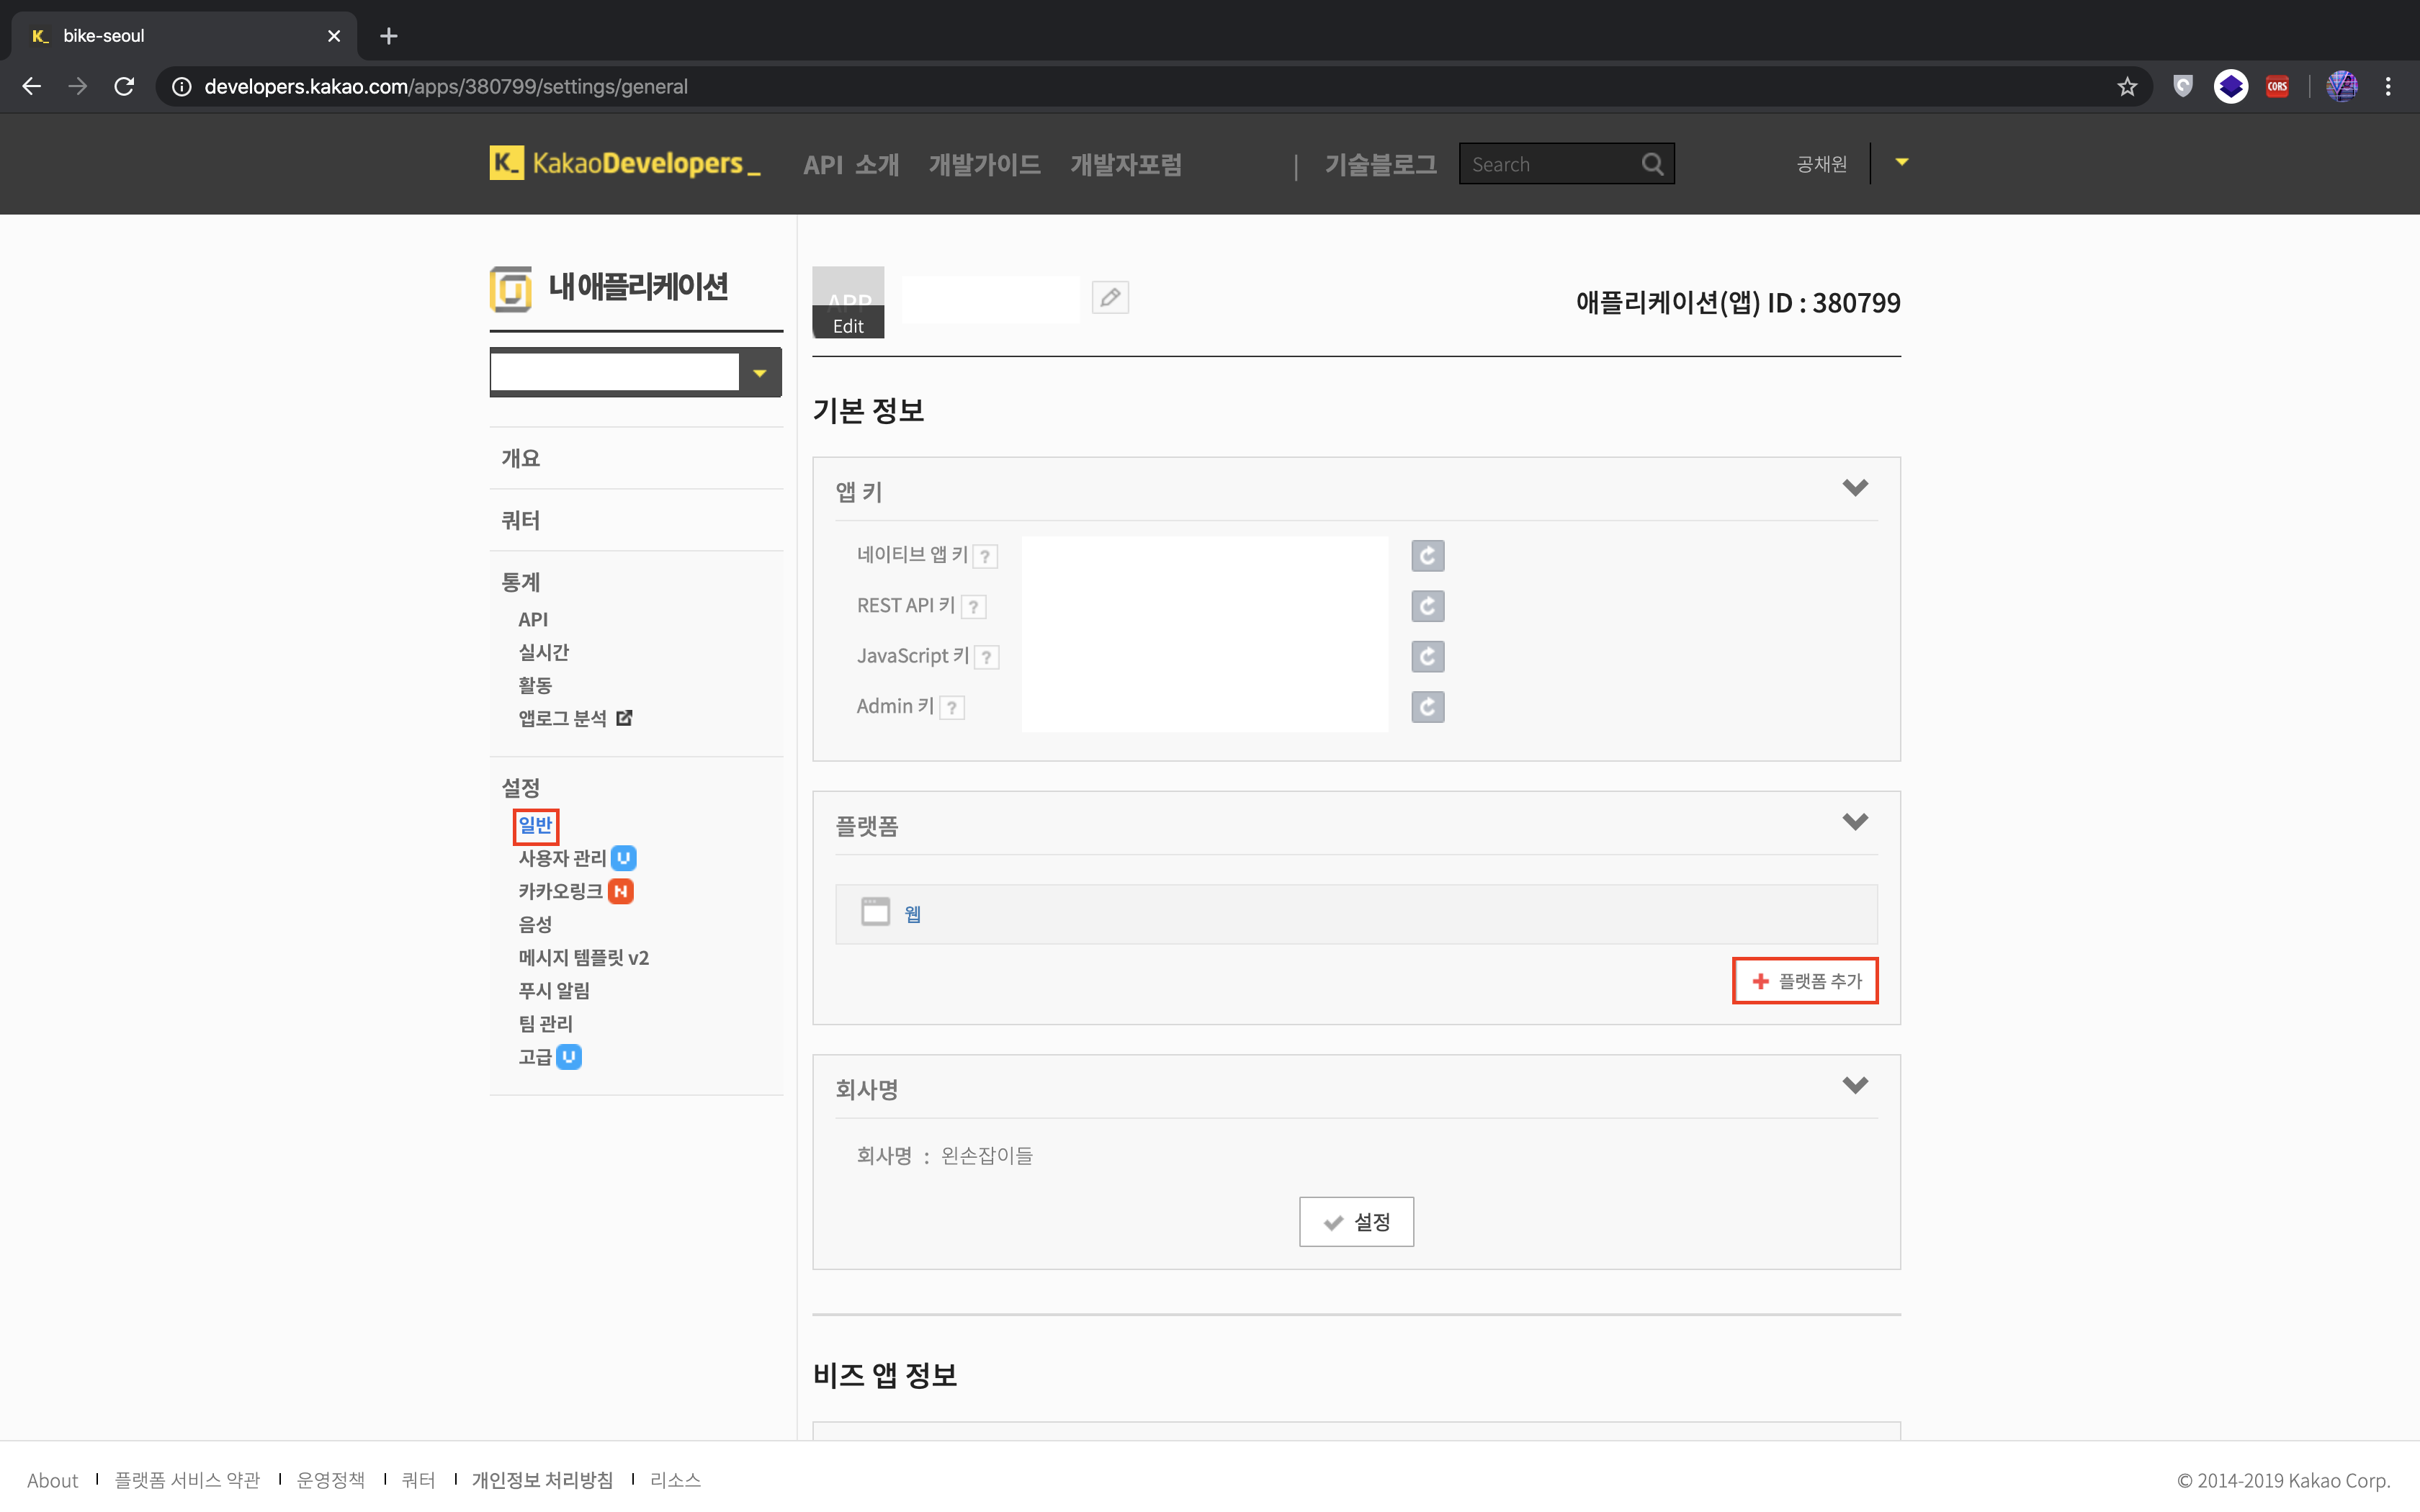 bike-seoul
developers.kakao.com/apps/380799/settings/general
CORS
K_ KakaoDevelopers_
API 소개 개발가이드 개발자포럼 | 기술블로그 Search 공채원
내 애플리케이션
개요
쿼터
통계
API
실시간
활동
앱로그 분석
설정
일반
사용자 관리 U
카카오링크 N
음성
메시지 템플릿 v2
푸시 알림
팀 관리
고급 U
APP
Edit
애플리케이션(앱) ID : 380799
기본 정보
앱 키
네이티브 앱 키 ?
REST API 키 ?
JavaScript 키 ?
Admin 키 ?
플랫폼
웹
플랫폼 추가
회사명
회사명 : 왼손잡이들
설정
비즈 앱 정보
About 플랫폼 서비스 약관 운영정책 쿼터 개인정보 처리방침 리소스
© 2014-2019 Kakao Corp.